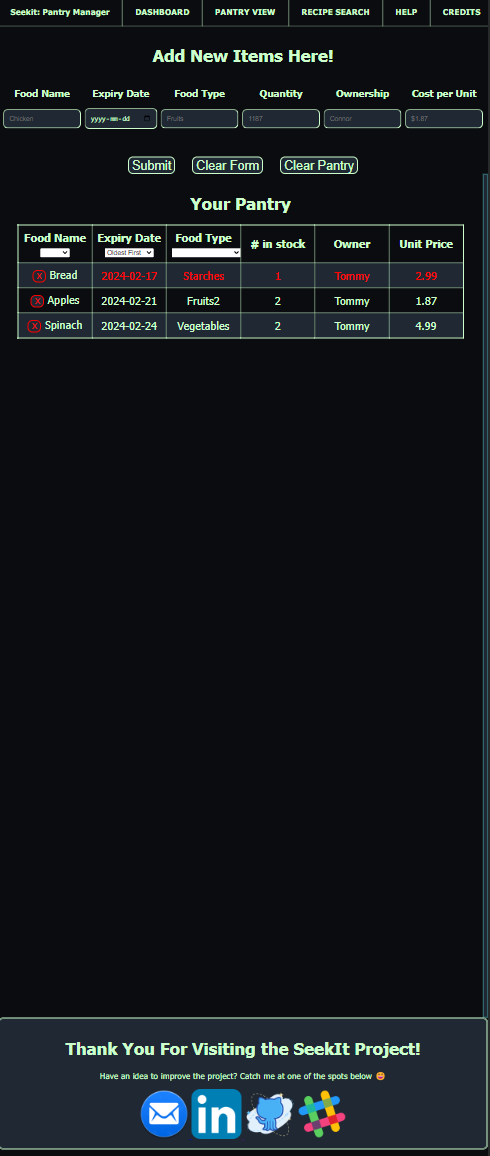 Seekit: Pantry Manager DASHBOARD PANTRY VIEW RECIPE SEARCH HELP CREDITS
Add New Items Here!
Food Name Expiry Date Food Type Quantity Ownership Cost per Unit
Chicken yyyy-mm-dd Fruits 1187 Connor $1.87
Submit Clear Form Clear Pantry
Your Pantry
Food Name Expiry Date Food Type # in stock Owner Unit Price
Oldest First
X Bread 2024-02-17 Starches 1 Tommy 2.99
X Apples 2024-02-21 Fruits2 2 Tommy 1.87
X Spinach 2024-02-24 Vegetables 2 Tommy 4.99
Thank You For Visiting the SeekIt Project!
Have an idea to improve the project? Catch me at one of the spots below 🤩
in